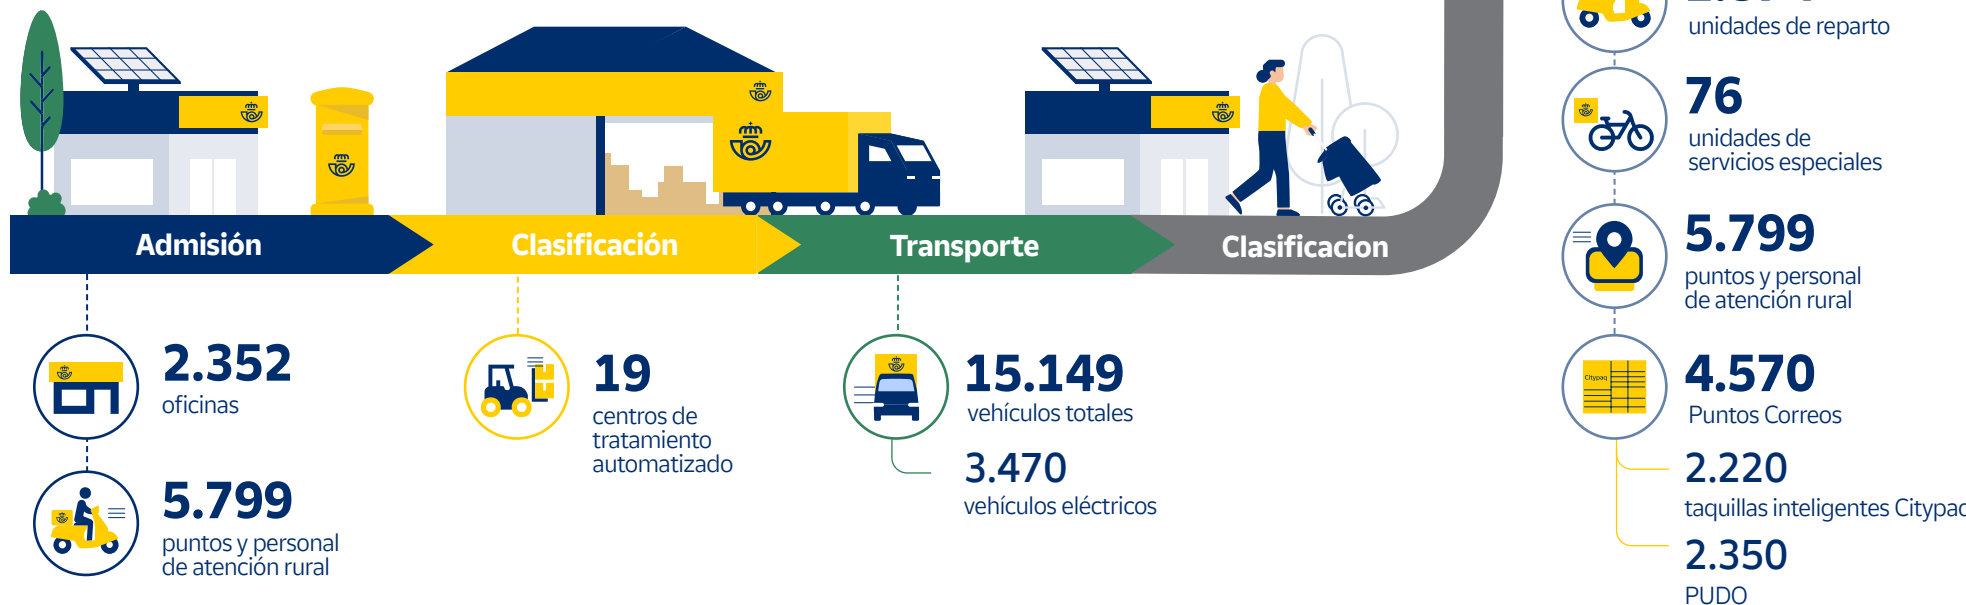 Admisión
Clasificación
Transporte
Clasificacion
2.352
oficinas
5.799
puntos y personal
de atención rural
19
centros de
tratamiento
automatizado
15.149
vehículos totales
3.470
vehículos eléctricos
unidades de reparto
76
unidades de
servicios especiales
5.799
puntos y personal
de atención rural
Citypaq
4.570
Puntos Correos
2.220
taquillas inteligentes Citypaq
2.350
PUDO